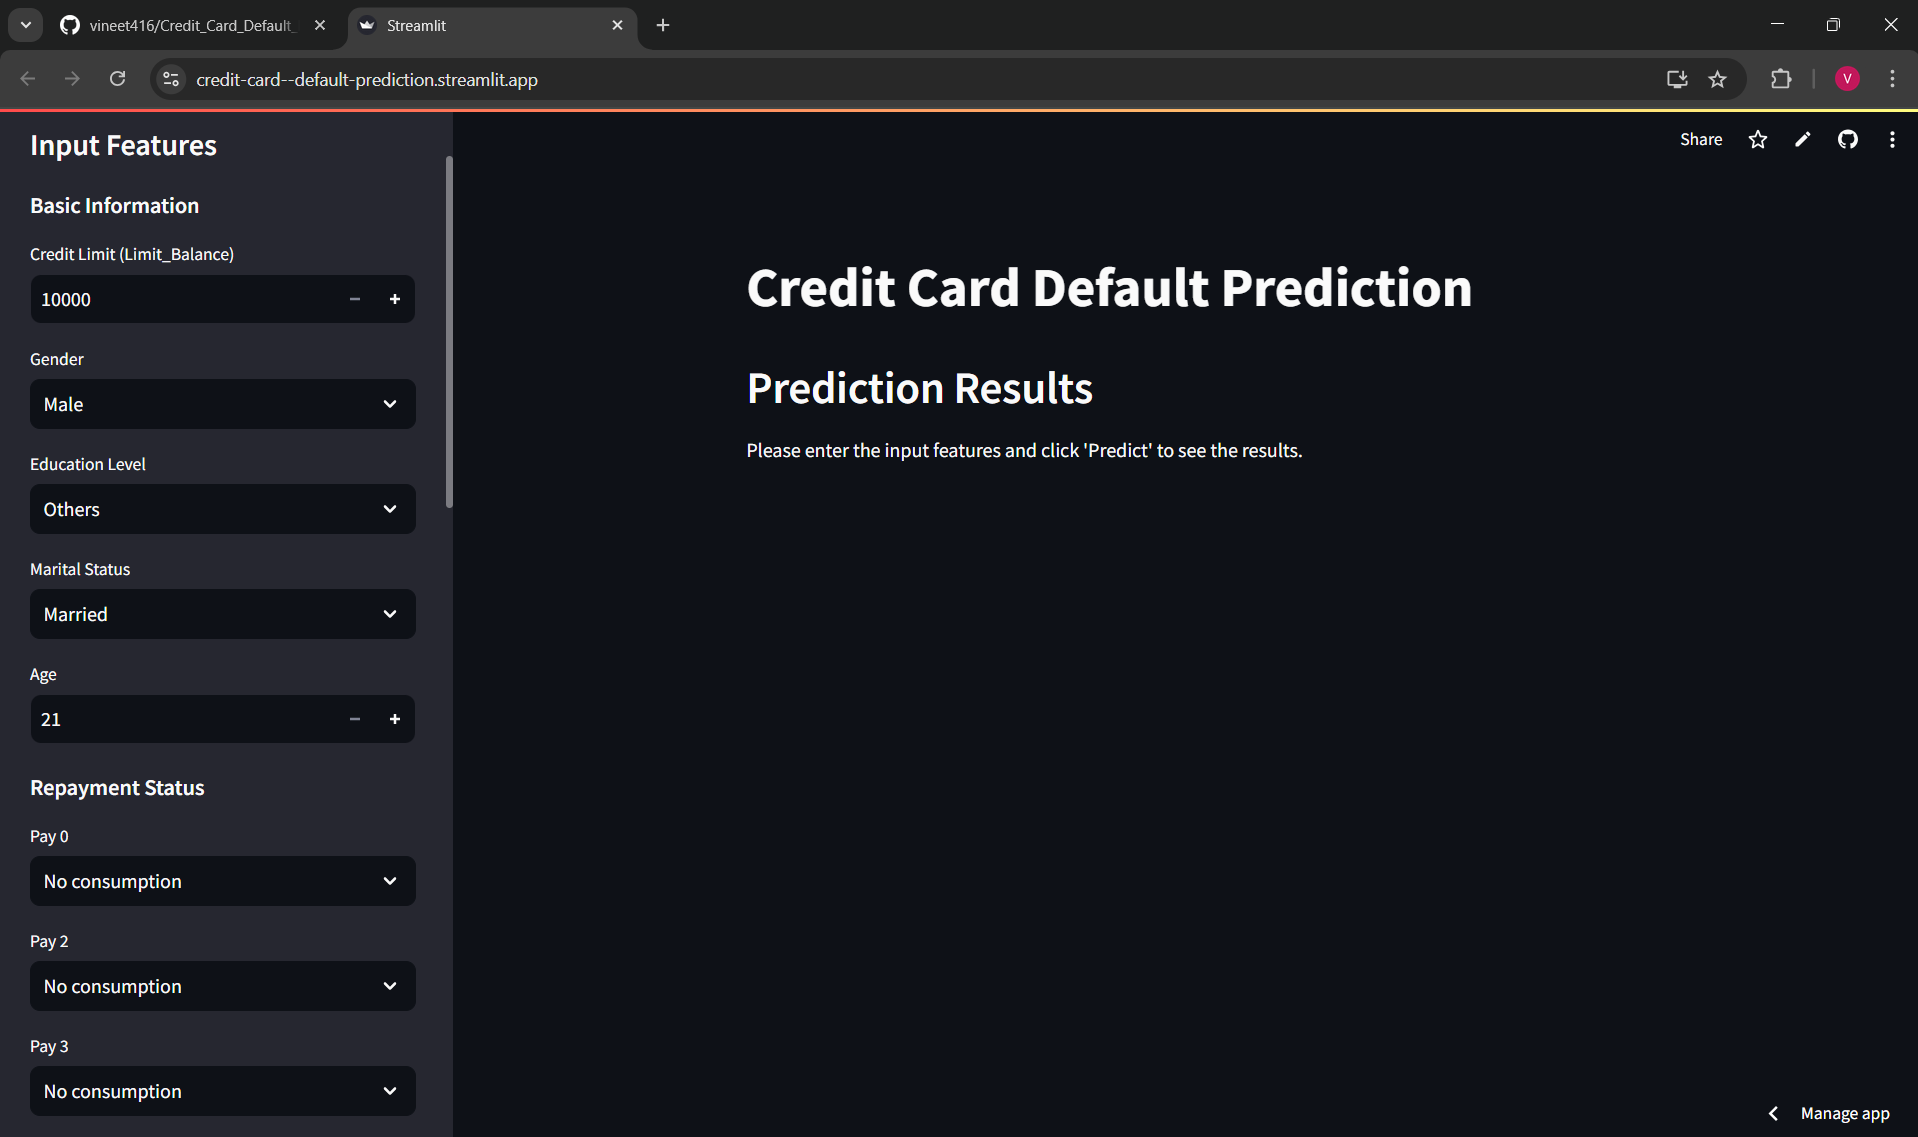 vineet416/Credit_Card_Default_
Streamlit
credit-card--default-prediction.streamlit.app
V
Share
Input Features
Basic Information
Credit Limit (Limit_Balance)
10000
Gender
Male
Education Level
Others
Marital Status
Married
Age
21
Repayment Status
Pay 0
No consumption
Pay 2
No consumption
Pay 3
No consumption
Credit Card Default Prediction
Prediction Results
Please enter the input features and click 'Predict' to see the results.
Manage app